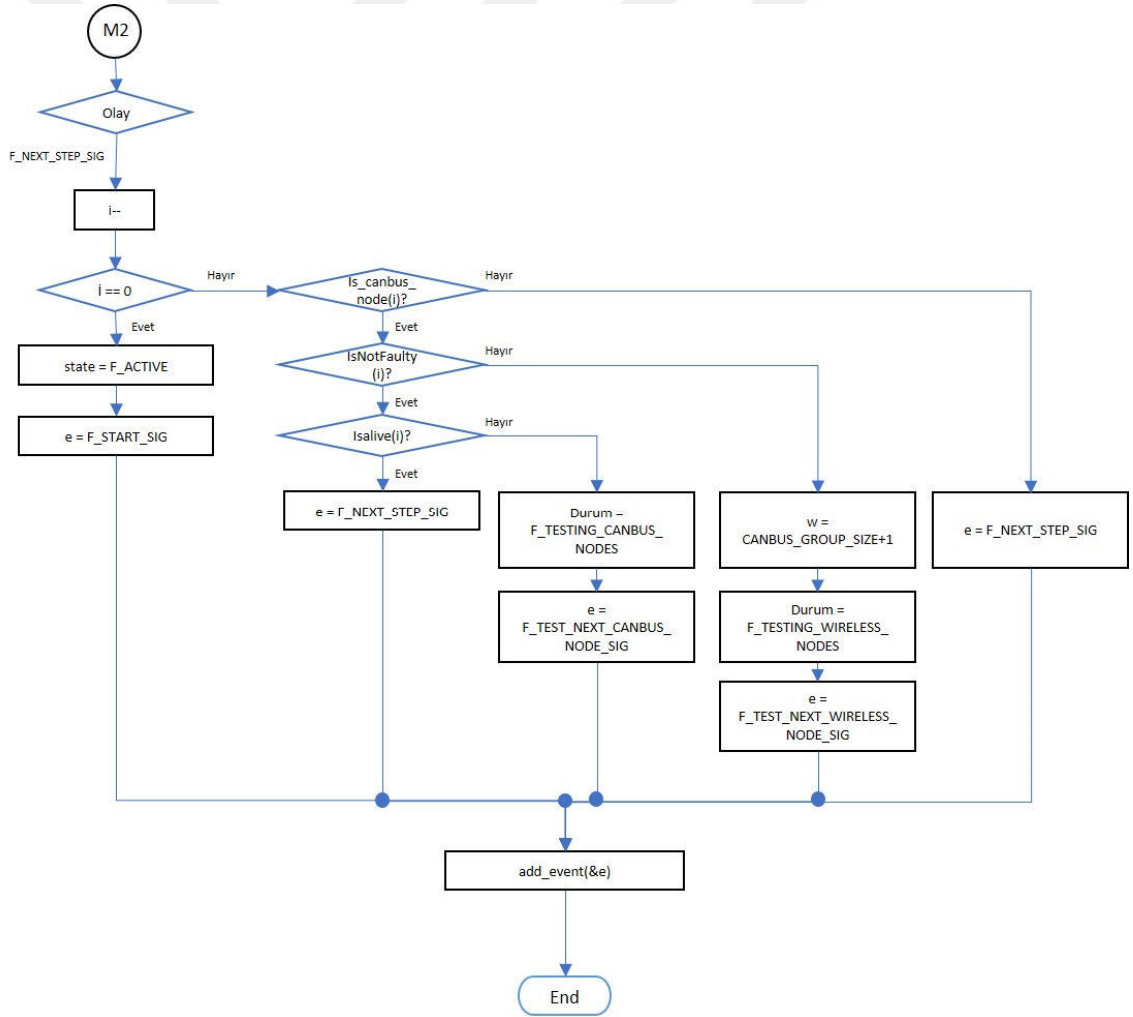 M2
Olay
F_NEXT_STEP_SIG
i--
İ == 0
Hayır
Is_canbus_
node(i)?
Hayır
Evet
Evet
state = F_ACTIVE
IsNotFaulty
(i)?
Hayır
Evet
e = F_START_SIG
Isalive(i)?
Hayır
Evet
e = F_NEXT_STEP_SIG
Durum =
F_TESTING_CANBUS_
NODES
w =
CANBUS_GROUP_SIZE+1
e = F_NEXT_STEP_SIG
e =
F_TEST_NEXT_CANBUS_
NODE_SIG
Durum =
F_TESTING_WIRELESS_
NODES
e =
F_TEST_NEXT_WIRELESS_
NODE_SIG
add_event(&e)
End